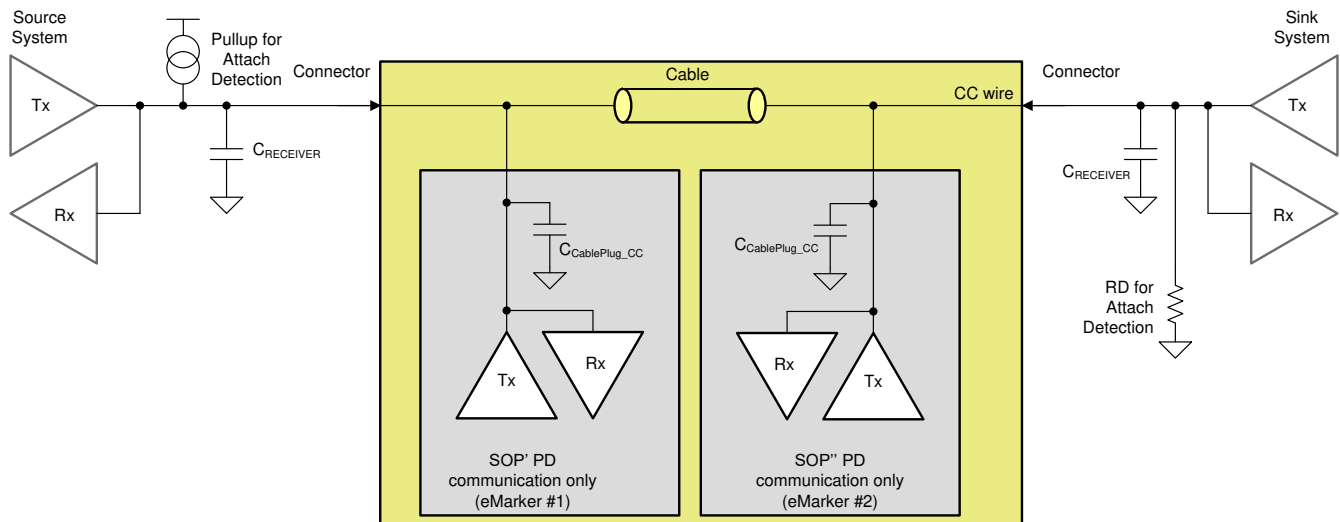 Source
System
Pullup for
Attach
Detection
Connector
Cable
Connector
Sink
System
Tx
CC wire
Tx
CRECEIVER
CRECEIVER
Rx
Rx
CCablePlug_CC
CCablePlug_CC
RD for
Attach
Detection
Tx
Rx
Rx
Tx
SOP' PD
communication only
(eMarker #1)
SOP'' PD
communication only
(eMarker #2)